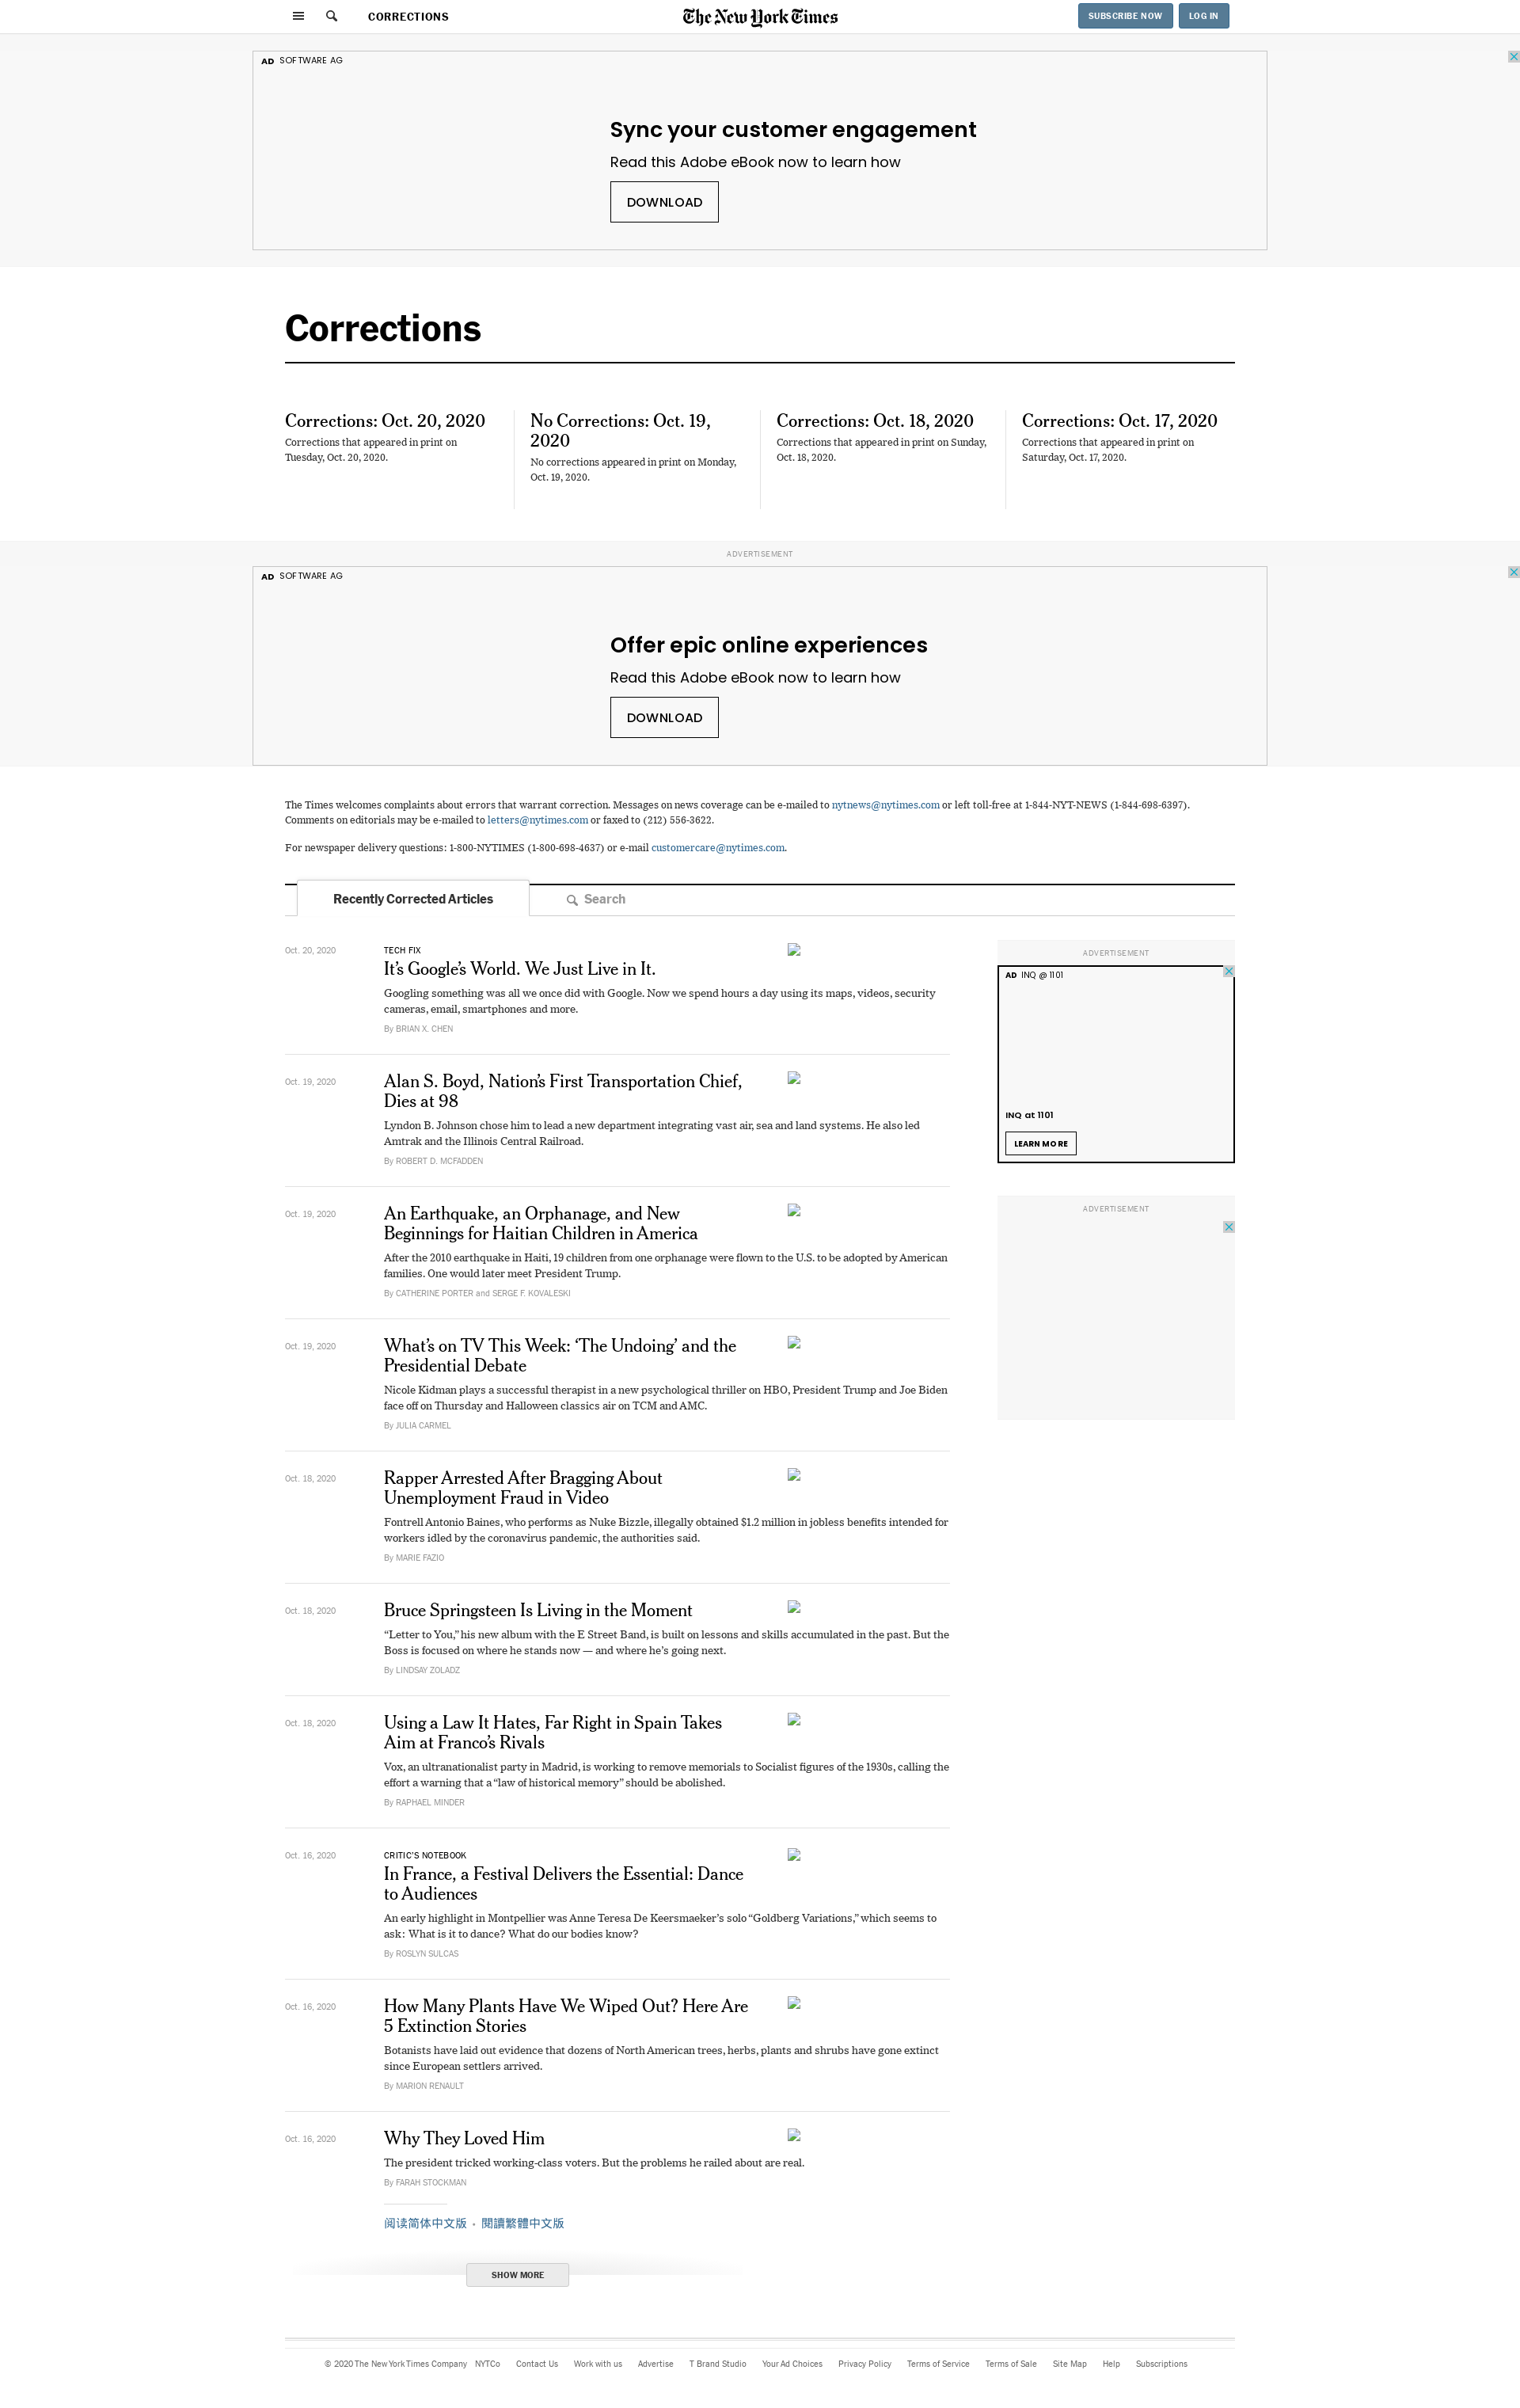 CORRECTIONS
The New York Times
SUBSCRIBE NOW
LOG IN
AD SOFTWARE AG
Sync your customer engagement
Read this Adobe eBook now to learn how
DOWNLOAD
Corrections
Corrections: Oct. 20, 2020
Corrections that appeared in print on
Tuesday, Oct. 20, 2020.
No Corrections: Oct. 19,
2020
No corrections appeared in print on Monday,
Oct. 19, 2020.
Corrections: Oct. 18, 2020
Corrections that appeared in print on Sunday,
Oct. 18, 2020.
Corrections: Oct. 17, 2020
Corrections that appeared in print on
Saturday, Oct. 17, 2020.
ADVERTISEMENT
AD SOFTWARE AG
Offer epic online experiences
Read this Adobe eBook now to learn how
DOWNLOAD
The Times welcomes complaints about errors that warrant correction. Messages on news coverage can be e-mailed to nytnews@nytimes.com or left toll-free at 1-844-NYT-NEWS (1-844-698-6397).
Comments on editorials may be e-mailed to letters@nytimes.com or faxed to (212) 556-3622.
For newspaper delivery questions: 1-800-NYTIMES (1-800-698-4637) or e-mail customercare@nytimes.com.
Recently Corrected Articles
Search
Oct. 20, 2020
TECH FIX
It’s Google’s World. We Just Live in It.
Googling something was all we once did with Google. Now we spend hours a day using its maps, videos, security
cameras, email, smartphones and more.
By BRIAN X. CHEN
Oct. 19, 2020
Alan S. Boyd, Nation’s First Transportation Chief,
Dies at 98
Lyndon B. Johnson chose him to lead a new department integrating vast air, sea and land systems. He also led
Amtrak and the Illinois Central Railroad.
By ROBERT D. MCFADDEN
Oct. 19, 2020
An Earthquake, an Orphanage, and New
Beginnings for Haitian Children in America
After the 2010 earthquake in Haiti, 19 children from one orphanage were flown to the U.S. to be adopted by American
families. One would later meet President Trump.
By CATHERINE PORTER and SERGE F. KOVALESKI
Oct. 19, 2020
What’s on TV This Week: ‘The Undoing’ and the
Presidential Debate
Nicole Kidman plays a successful therapist in a new psychological thriller on HBO, President Trump and Joe Biden
face off on Thursday and Halloween classics air on TCM and AMC.
By JULIA CARMEL
Oct. 18, 2020
Rapper Arrested After Bragging About
Unemployment Fraud in Video
Fontrell Antonio Baines, who performs as Nuke Bizzle, illegally obtained $1.2 million in jobless benefits intended for
workers idled by the coronavirus pandemic, the authorities said.
By MARIE FAZIO
Oct. 18, 2020
Bruce Springsteen Is Living in the Moment
“Letter to You,” his new album with the E Street Band, is built on lessons and skills accumulated in the past. But the
Boss is focused on where he stands now — and where he’s going next.
By LINDSAY ZOLADZ
Oct. 18, 2020
Using a Law It Hates, Far Right in Spain Takes
Aim at Franco’s Rivals
Vox, an ultranationalist party in Madrid, is working to remove memorials to Socialist figures of the 1930s, calling the
effort a warning that a “law of historical memory” should be abolished.
By RAPHAEL MINDER
Oct. 16, 2020
CRITIC’S NOTEBOOK
In France, a Festival Delivers the Essential: Dance
to Audiences
An early highlight in Montpellier was Anne Teresa De Keersmaeker’s solo “Goldberg Variations,” which seems to
ask: What is it to dance? What do our bodies know?
By ROSLYN SULCAS
Oct. 16, 2020
How Many Plants Have We Wiped Out? Here Are
5 Extinction Stories
Botanists have laid out evidence that dozens of North American trees, herbs, plants and shrubs have gone extinct
since European settlers arrived.
By MARION RENAULT
Oct. 16, 2020
Why They Loved Him
The president tricked working-class voters. But the problems he railed about are real.
By FARAH STOCKMAN
阅读简体中文版 • 閱讀繁體中文版
SHOW MORE
ADVERTISEMENT
AD INQ @ 1101
INQ at 1101
LEARN MORE
ADVERTISEMENT
© 2020 The New York Times Company NYTCo Contact Us Work with us Advertise T Brand Studio Your Ad Choices Privacy Policy Terms of Service Terms of Sale Site Map Help Subscriptions